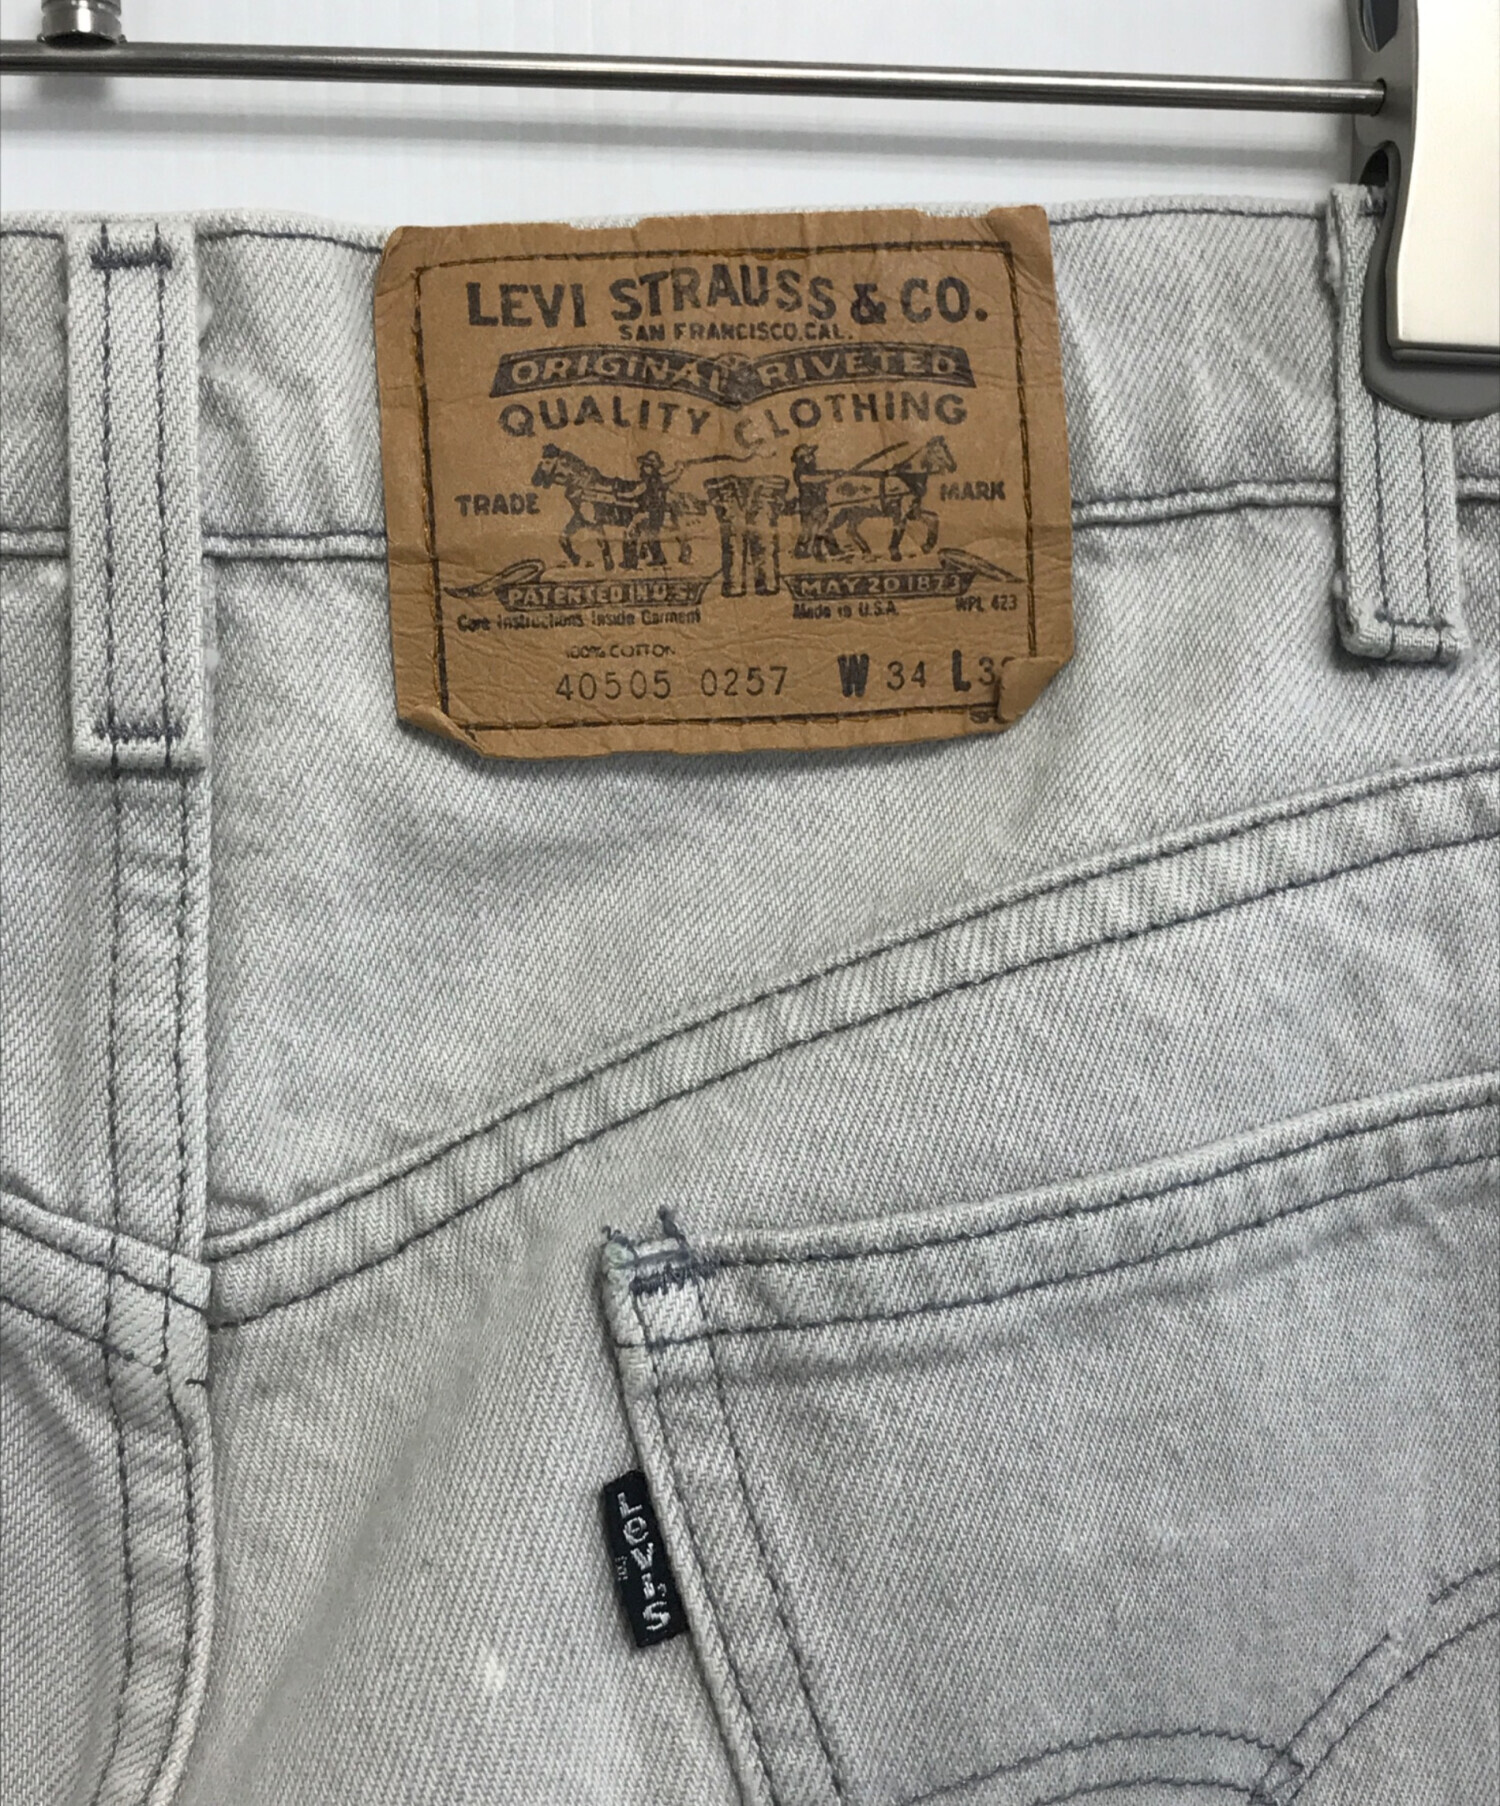 LEVI STRAUSS & CO.
SAN FRANCISCO, CAL.
ORIGINAL RIVETED
QUALITY CLOTHING
TRADE MARK
PATENTED IN U.S. MAY 20 1873
Care Instructions Inside Garment Made in U.S.A. WPL 423
100% COTTON
40505 0257 W 34 L
LEVI'S